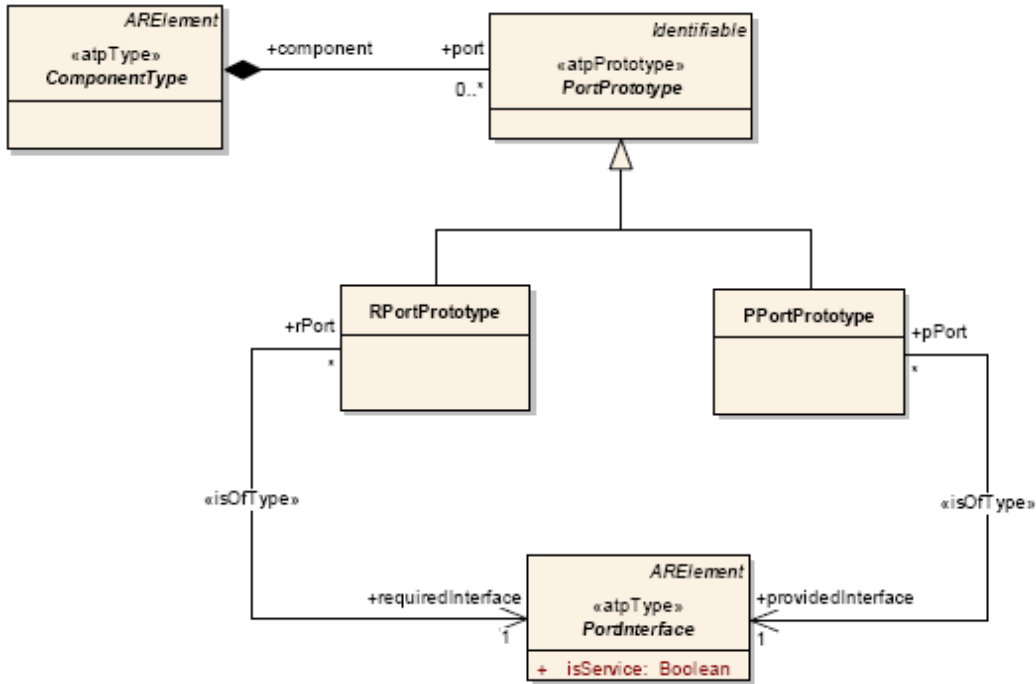 ARElement
«atpType»
ComponentType
+component
+port
0..*
Identifiable
«atpPrototype»
PortPrototype
RPortPrototype
+rPort
*
PPortPrototype
+pPort
*
«isOfType»
«isOfType»
ARElement
«atpType»
PortInterface
+ isService: Boolean
+requiredInterface
1
+providedInterface
1